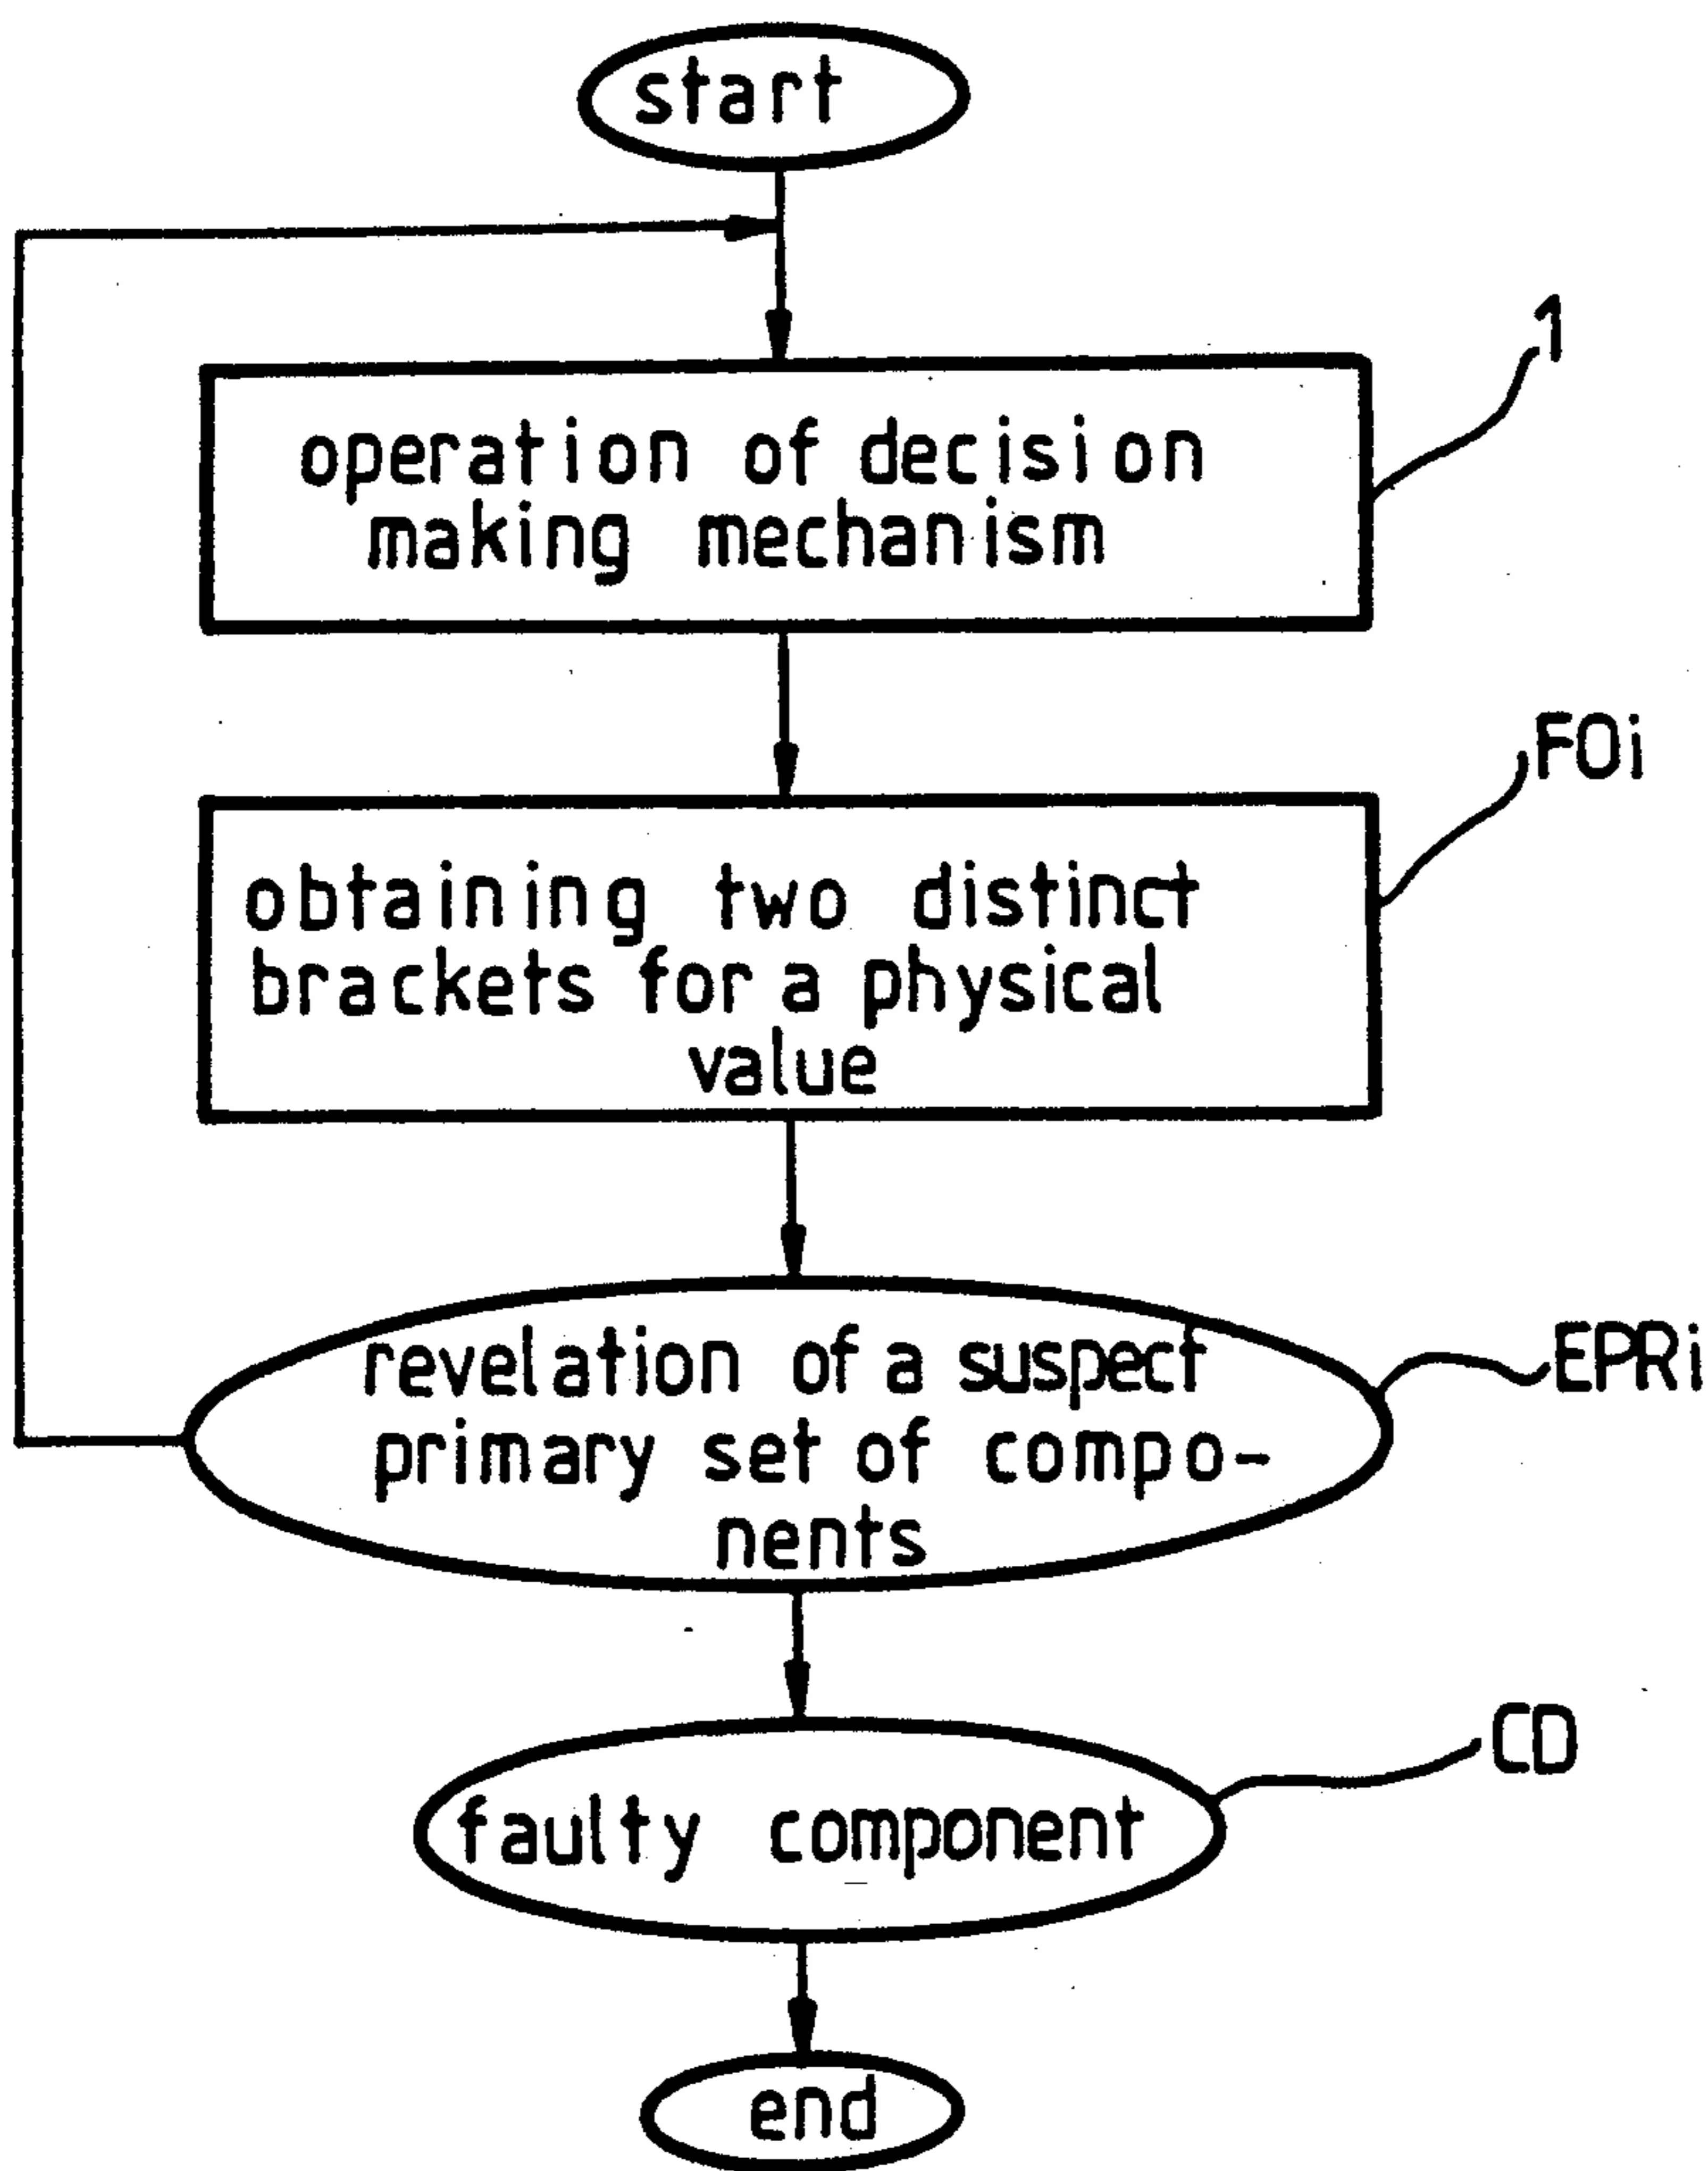 start
1
operation of decision
making mechanism
FOi
obtaining two distinct
brackets for a physical
value
revelation of a suspect
primary set of compo-
nents
EPRi
CD
faulty component
end